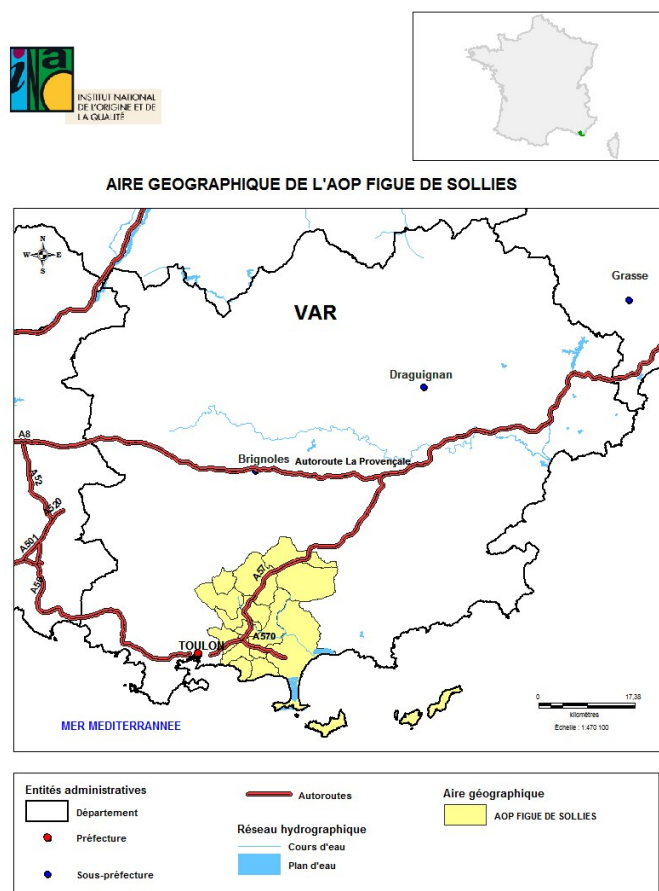 ina
INSTITUT NATIONAL
DE L'ORIGINE ET DE
LA QUALITÉ
AIRE GEOGRAPHIQUE DE L'AOP FIGUE DE SOLLIES
N
W E
S
Grasse
VAR
Draguignan
A8
Brignoles
Autoroute La Provençale
A52
A520
A501
A50
A57
A570
TOULON
MER MEDITERRANNEE
0 17,38
kilomètres
Echelle : 1:470 100
Entités administratives
Département
Préfecture
Sous-préfecture
Autoroutes
Réseau hydrographique
Cours d'eau
Plan d'eau
Aire géographique
AOP FIGUE DE SOLLIES